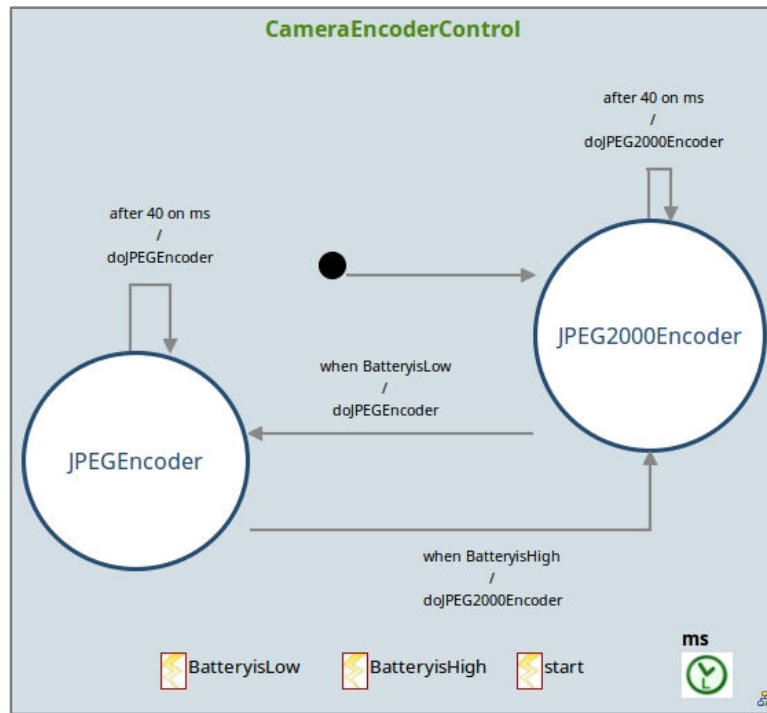 CameraEncoderControl
after 40 on ms
/
doJPEG2000Encoder
after 40 on ms
/
doJPEGEncoder
JPEG2000Encoder
when BatteryisLow
/
doJPEGEncoder
JPEGEncoder
when BatteryisHigh
/
doJPEG2000Encoder
ms
BatteryisLow
BatteryisHigh
start